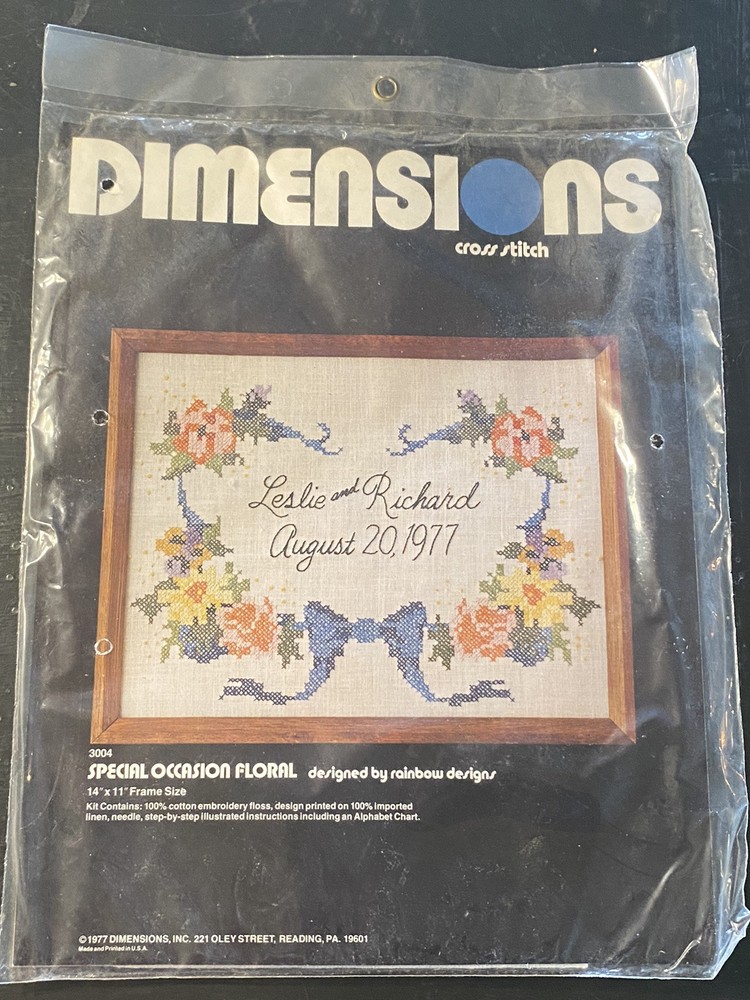 DIMENSIONS
cross stitch
Leslie and Richard
August 20, 1977
3004
SPECIAL OCCASION FLORAL designed by rainbow designs
14" x 11" Frame Size
Kit Contains: 100% cotton embroidery floss, design printed on 100% imported
linen, needle, step-by-step illustrated instructions including an Alphabet Chart.
©1977 DIMENSIONS, INC. 221 OLEY STREET, READING, PA. 19601
Made and Printed in U.S.A.